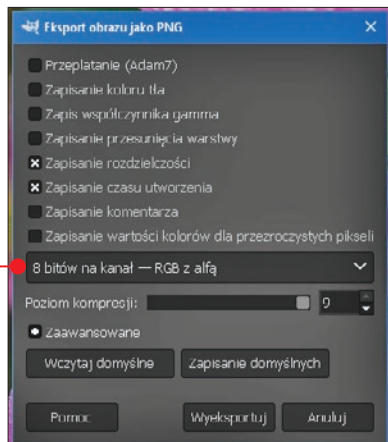 Eksport obrazu jako PNG
Przeplatanie (Adam7)
Zapisanie koloru tła
Zapis współczynnika gamma
Zapisanie przesunięcia warstwy
Zapisanie rozdzielczości
Zapisanie czasu utworzenia
Zapisanie komentarza
Zapisanie wartości kolorów dla przezroczystych pikseli
8 bitów na kanał — RGB z alfą
Poziom kompresji: 9
Zaawansowane
Wczytaj domyślne Zapisanie domyślnych
Pomoc Wyeksportuj Anuluj